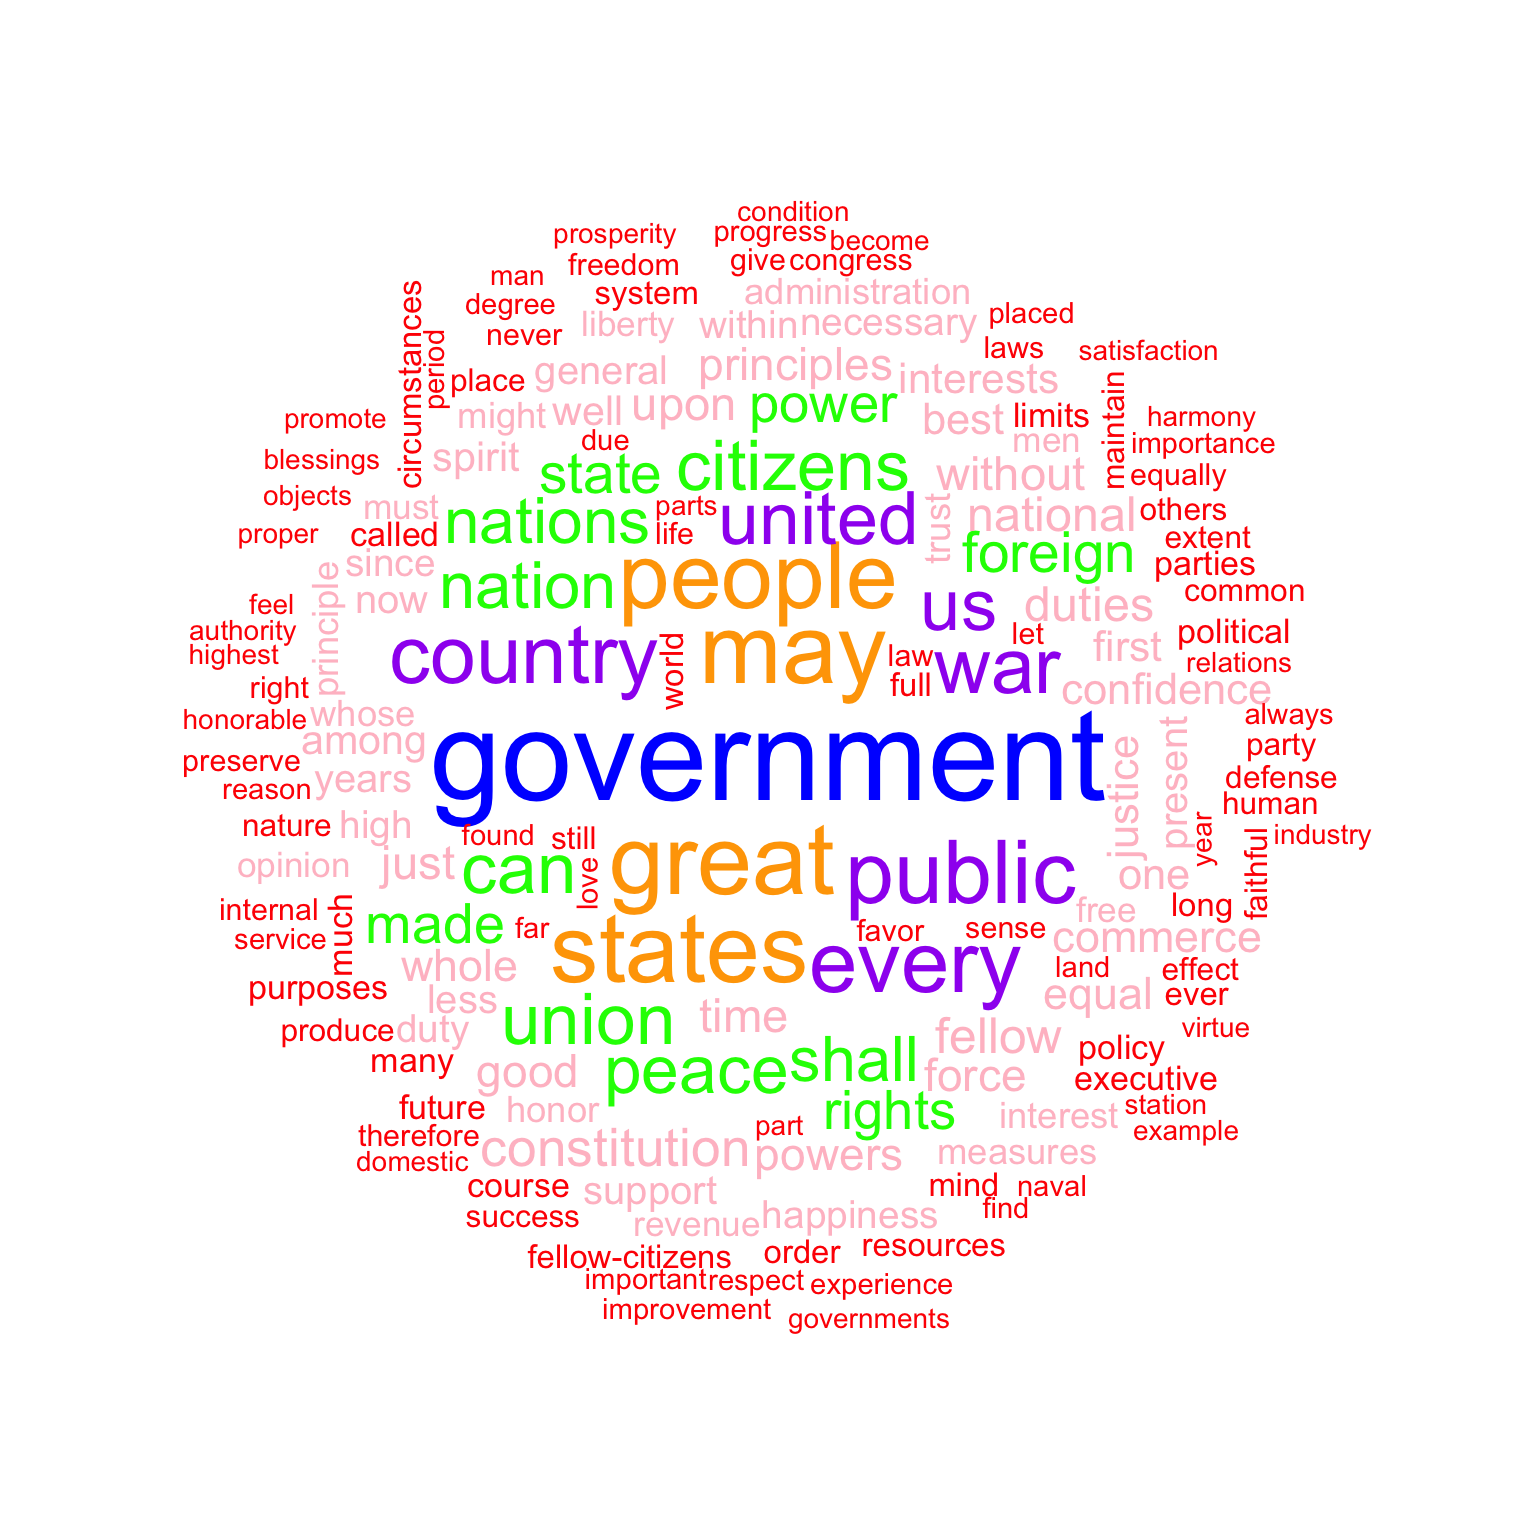 condition
prosperity
progress
become
give
congress
freedom
man
system
administration
degree
circumstances
placed
liberty
within
necessary
never
period
laws
satisfaction
principles
general
interests
place
power
maintain
upon
well
might
best
limits
harmony
promote
due
men
importance
spirit
citizens
blessings
state
without
equally
objects
must
parts
united
trust
national
others
proper
called
nations
life
foreign
extent
since
people
parties
principle
now
nation
us
duties
common
feel
authority
let
political
highest
country
world
may
law
war
first
relations
right
full
confidence
honorable
whose
always
among
government
justice
present
party
preserve
years
defense
reason
human
nature
high
found
still
year
industry
opinion
just
can
love
great
public
one
faithful
internal
much
made
far
free
long
service
states
favor
sense
commerce
whole
every
land
effect
purposes
less
equal
ever
produce
duty
union
time
fellow
virtue
many
good
peace
shall
force
policy
executive
future
honor
rights
interest
station
therefore
part
example
domestic
constitution
powers
measures
course
support
mind
naval
success
revenue
happiness
find
fellow-citizens
order
resources
important
respect
experience
improvement
governments